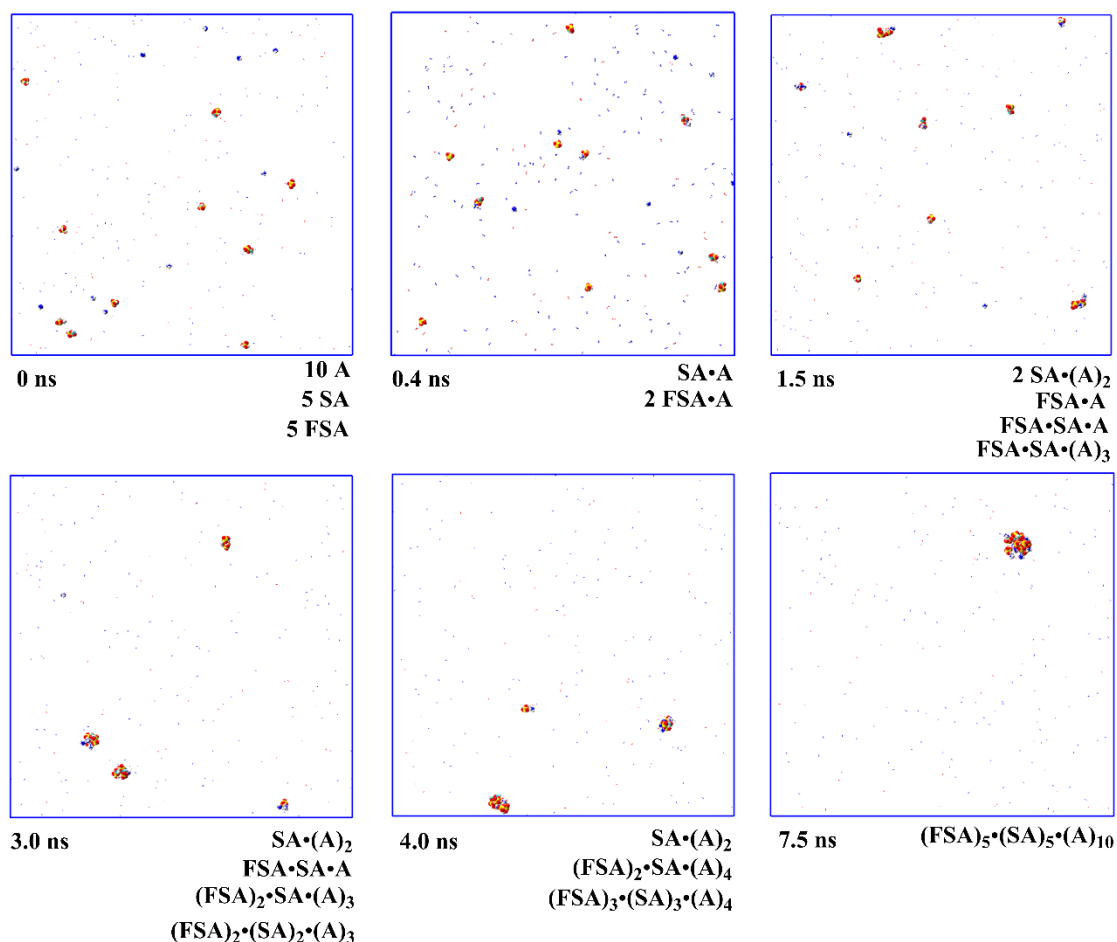 0 ns
10 A
5 SA
5 FSA
0.4 ns
SA•A
2 FSA•A
1.5 ns
2 SA•(A)₂
FSA•A
FSA•SA•A
FSA•SA•(A)₃
3.0 ns
SA•(A)₂
FSA•SA•A
(FSA)₂•SA•(A)₃
(FSA)₂•(SA)₂•(A)₃
4.0 ns
SA•(A)₂
(FSA)₂•SA•(A)₄
(FSA)₃•(SA)₃•(A)₄
7.5 ns
(FSA)₅•(SA)₅•(A)₁₀